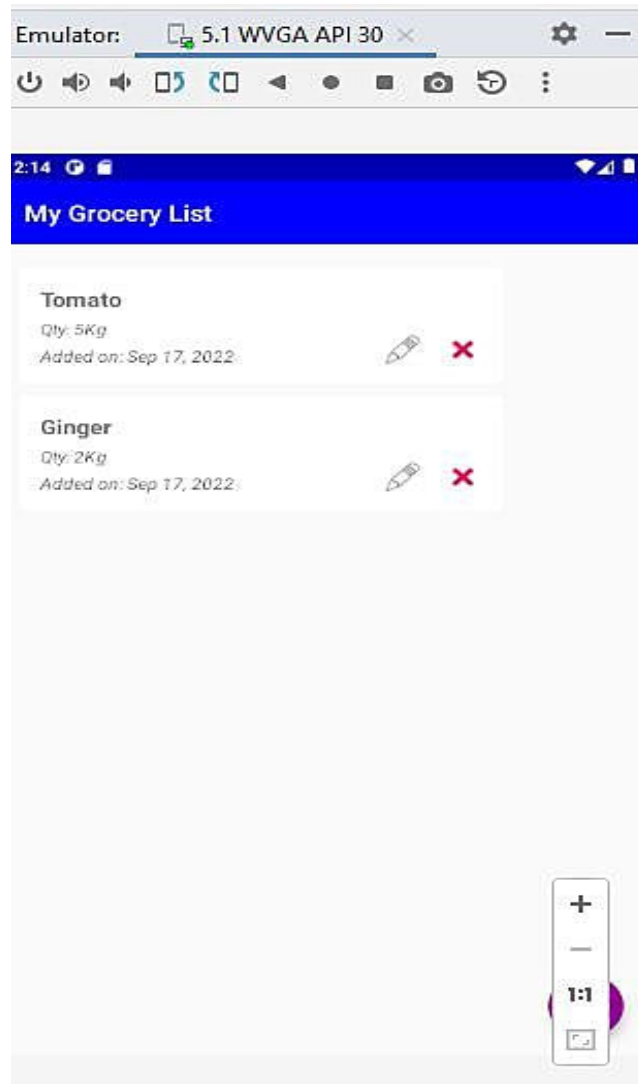 Emulator: 5.1 WVGA API 30
2:14
My Grocery List
Tomato
Qty: 5Kg
Added on: Sep 17, 2022
Ginger
Qty: 2Kg
Added on: Sep 17, 2022
1:1